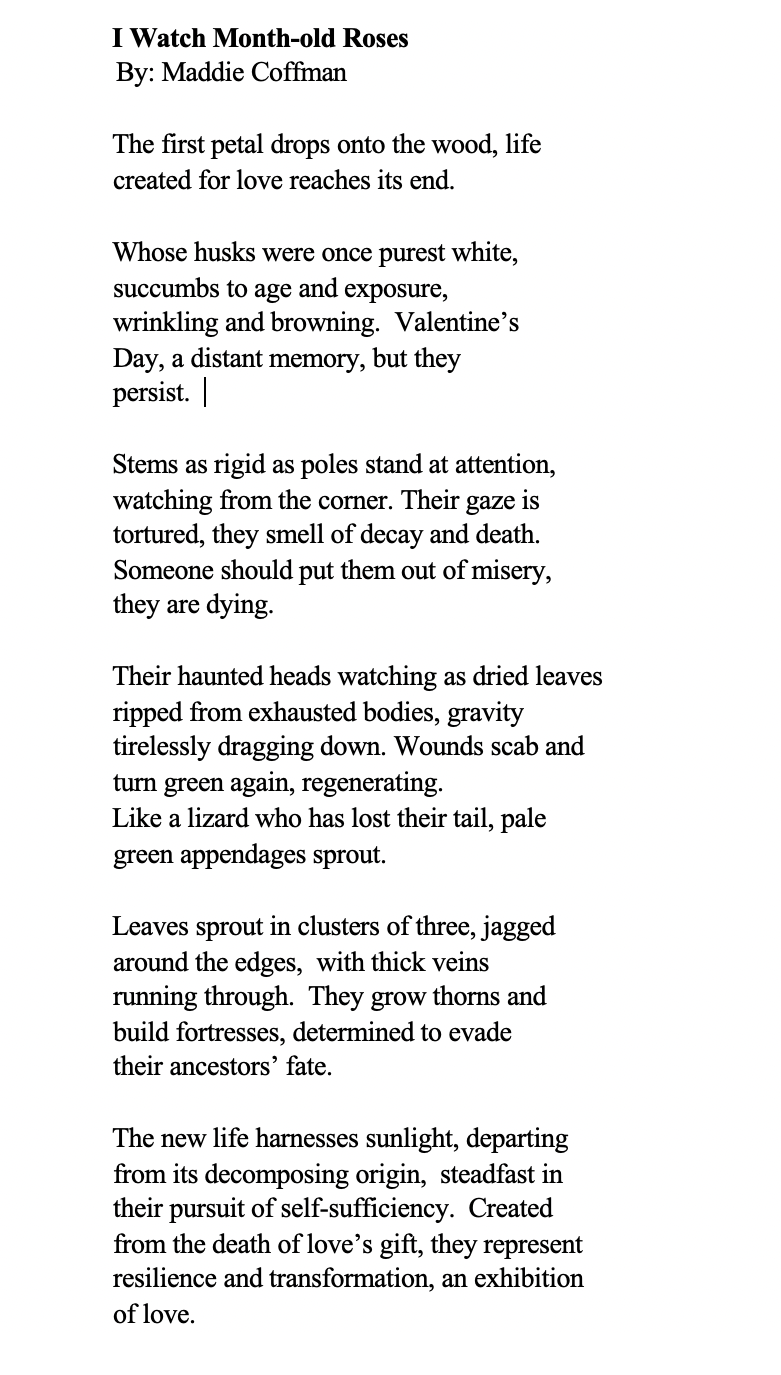 I Watch Month-old Roses
By: Maddie Coffman

The first petal drops onto the wood, life
created for love reaches its end.

Whose husks were once purest white,
succumbs to age and exposure,
wrinkling and browning.  Valentine’s
Day, a distant memory, but they
persist.

Stems as rigid as poles stand at attention,
watching from the corner. Their gaze is
tortured, they smell of decay and death.
Someone should put them out of misery,
they are dying.

Their haunted heads watching as dried leaves
ripped from exhausted bodies, gravity
tirelessly dragging down. Wounds scab and
turn green again, regenerating.
Like a lizard who has lost their tail, pale
green appendages sprout.

Leaves sprout in clusters of three, jagged
around the edges,  with thick veins
running through.  They grow thorns and
build fortresses, determined to evade
their ancestors’ fate.

The new life harnesses sunlight, departing
from its decomposing origin,  steadfast in
their pursuit of self-sufficiency.  Created
from the death of love’s gift, they represent
resilience and transformation, an exhibition
of love.